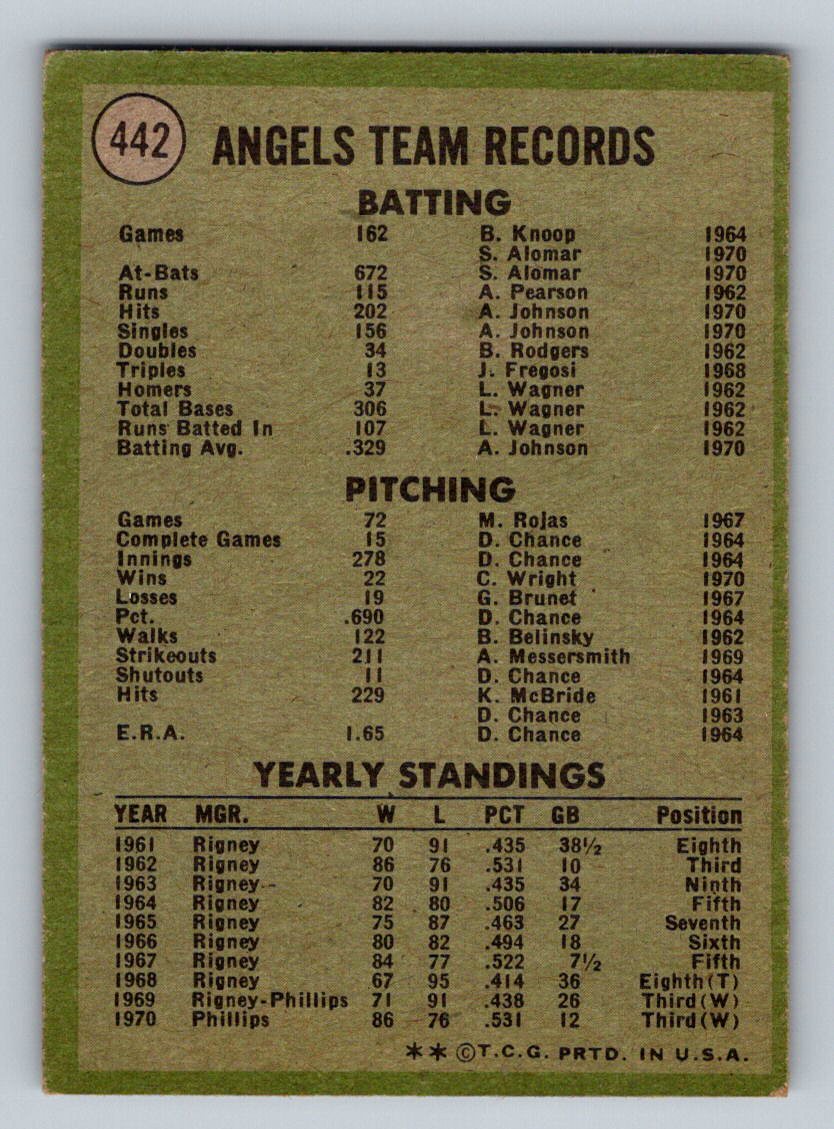 442 ANGELS TEAM RECORDS
BATTING
Games 162 B. Knoop 1964
S. Alomar 1970
At-Bats 672 S. Alomar 1970
Runs 115 A. Pearson 1962
Hits 202 A. Johnson 1970
Singles 156 A. Johnson 1970
Doubles 34 B. Rodgers 1962
Triples 13 J. Fregosi 1968
Homers 37 L. Wagner 1962
Total Bases 306 L. Wagner 1962
Runs Batted In 107 L. Wagner 1962
Batting Avg. .329 A. Johnson 1970
PITCHING
Games 72 M. Rojas 1967
Complete Games 15 D. Chance 1964
Innings 278 D. Chance 1964
Wins 22 C. Wright 1970
Losses 19 G. Brunet 1967
Pct. .690 D. Chance 1964
Walks 122 B. Belinsky 1962
Strikeouts 211 A. Messersmith 1969
Shutouts 11 D. Chance 1964
Hits 229 K. McBride 1961
D. Chance 1963
E.R.A. 1.65 D. Chance 1964
YEARLY STANDINGS
YEAR MGR. W L PCT GB Position
1961 Rigney 70 91 .435 38½ Eighth
1962 Rigney 86 76 .531 10 Third
1963 Rigney 70 91 .435 34 Ninth
1964 Rigney 82 80 .506 17 Fifth
1965 Rigney 75 87 .463 27 Seventh
1966 Rigney 80 82 .494 18 Sixth
1967 Rigney 84 77 .522 7½ Fifth
1968 Rigney 67 95 .414 36 Eighth(T)
1969 Rigney-Phillips 71 91 .438 26 Third(W)
1970 Phillips 86 76 .531 12 Third(W)
** ©T.C.G. PRTD. IN U.S.A.